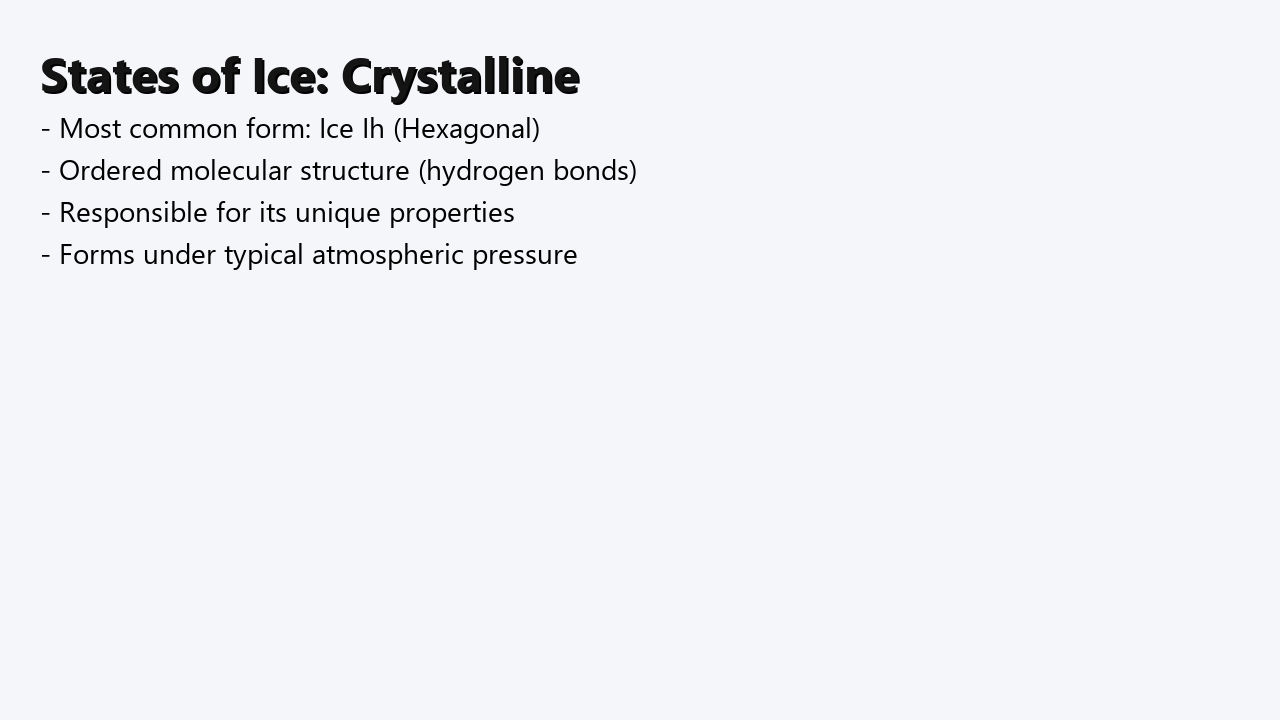 States of Ice: Crystalline
- Most common form: Ice Ih (Hexagonal)
- Ordered molecular structure (hydrogen bonds)
- Responsible for its unique properties
- Forms under typical atmospheric pressure